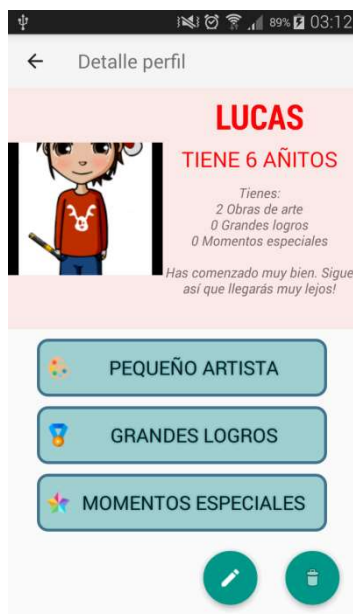 89% 03:12
Detalle perfil
LUCAS
TIENE 6 AÑITOS
Tienes:
2 Obras de arte
0 Grandes logros
0 Momentos especiales
Has comenzado muy bien. Sigue
así que llegarás muy lejos!
PEQUEÑO ARTISTA
GRANDES LOGROS
MOMENTOS ESPECIALES